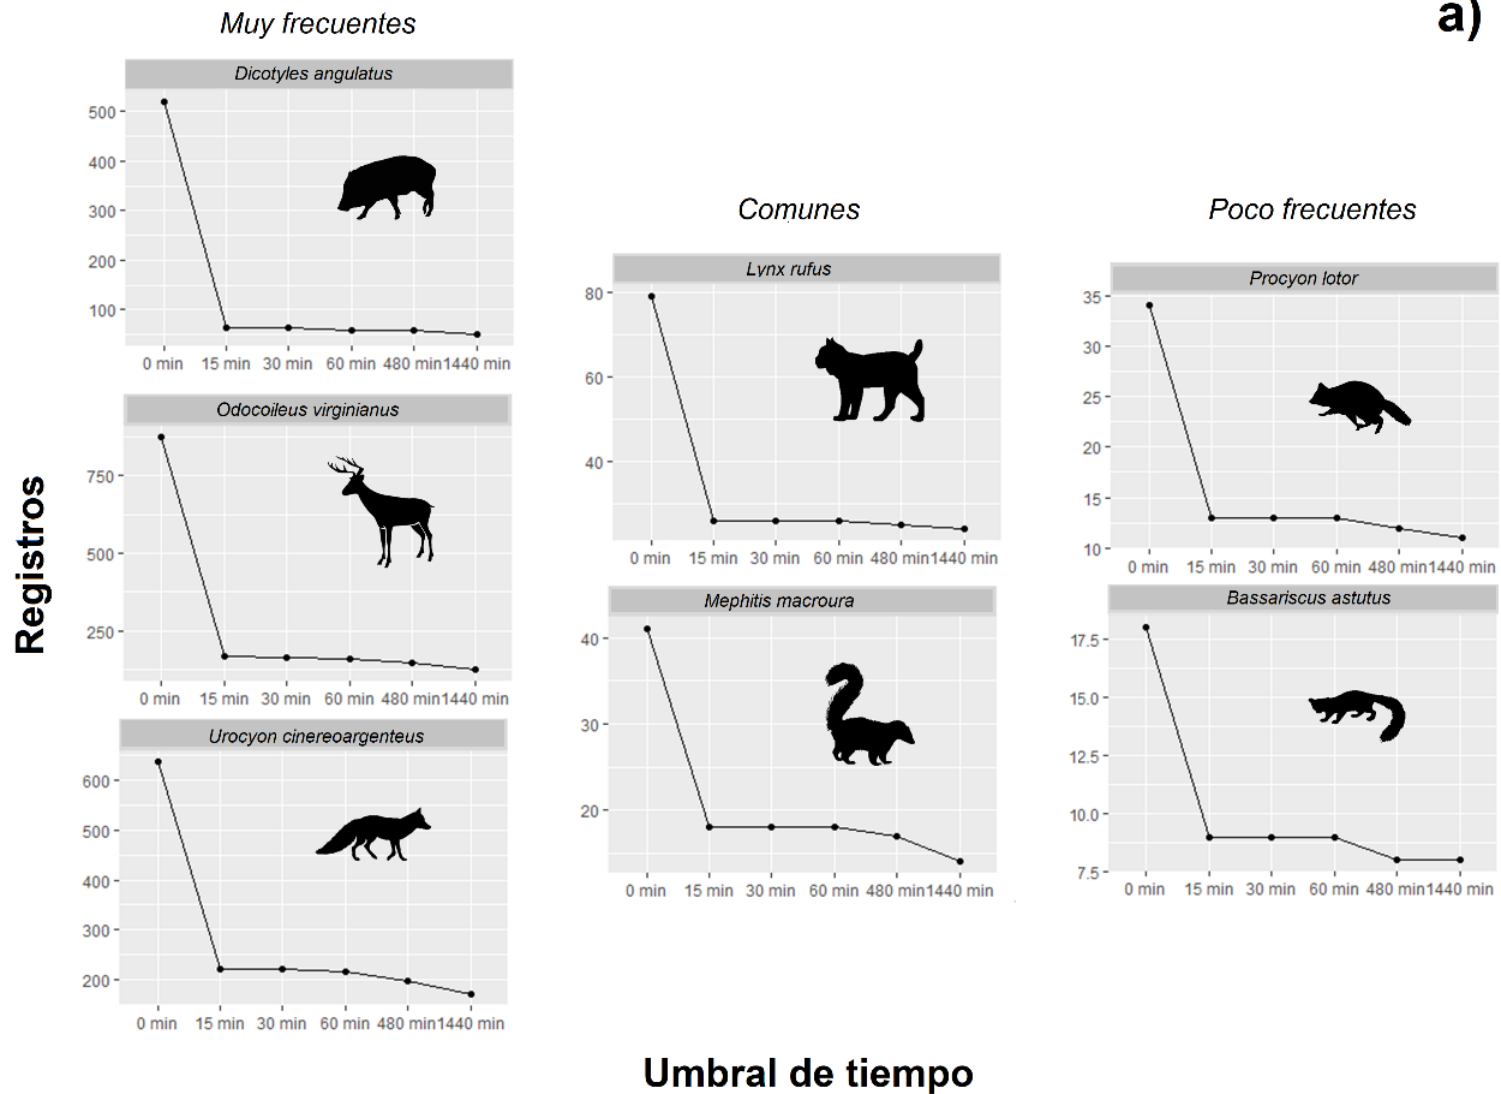 a)
Muy frecuentes
Dicotyles angulatus
500
400
300
200
100
0 min 15 min 30 min 60 min 480 min 1440 min
Odocoileus virginianus
750
500
250
0 min 15 min 30 min 60 min 480 min 1440 min
Urocyon cinereoargenteus
600
500
400
300
200
0 min 15 min 30 min 60 min 480 min 1440 min
Comunes
Lynx rufus
80
60
40
0 min 15 min 30 min 60 min 480 min 1440 min
Mephitis macroura
40
30
20
0 min 15 min 30 min 60 min 480 min 1440 min
Poco frecuentes
Procyon lotor
35
30
25
20
15
10
0 min 15 min 30 min 60 min 480 min 1440 min
Bassariscus astutus
17.5
15.0
12.5
10.0
7.5
0 min 15 min 30 min 60 min 480 min 1440 min
Registros
Umbral de tiempo